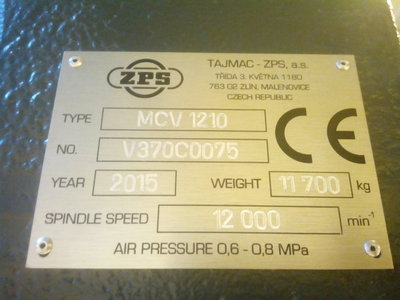 ZPS
TAJMAC - ZPS, a.s.
TŘÍDA 3. KVĚTNA 1180
763 02 ZLÍN, MALENOVICE
CZECH REPUBLIC
TYPE MCV 1210
CE
NO. V370C0075
YEAR 2015 WEIGHT 11 700 kg
SPINDLE SPEED 12 000 min⁻¹
AIR PRESSURE 0,6 - 0,8 MPa